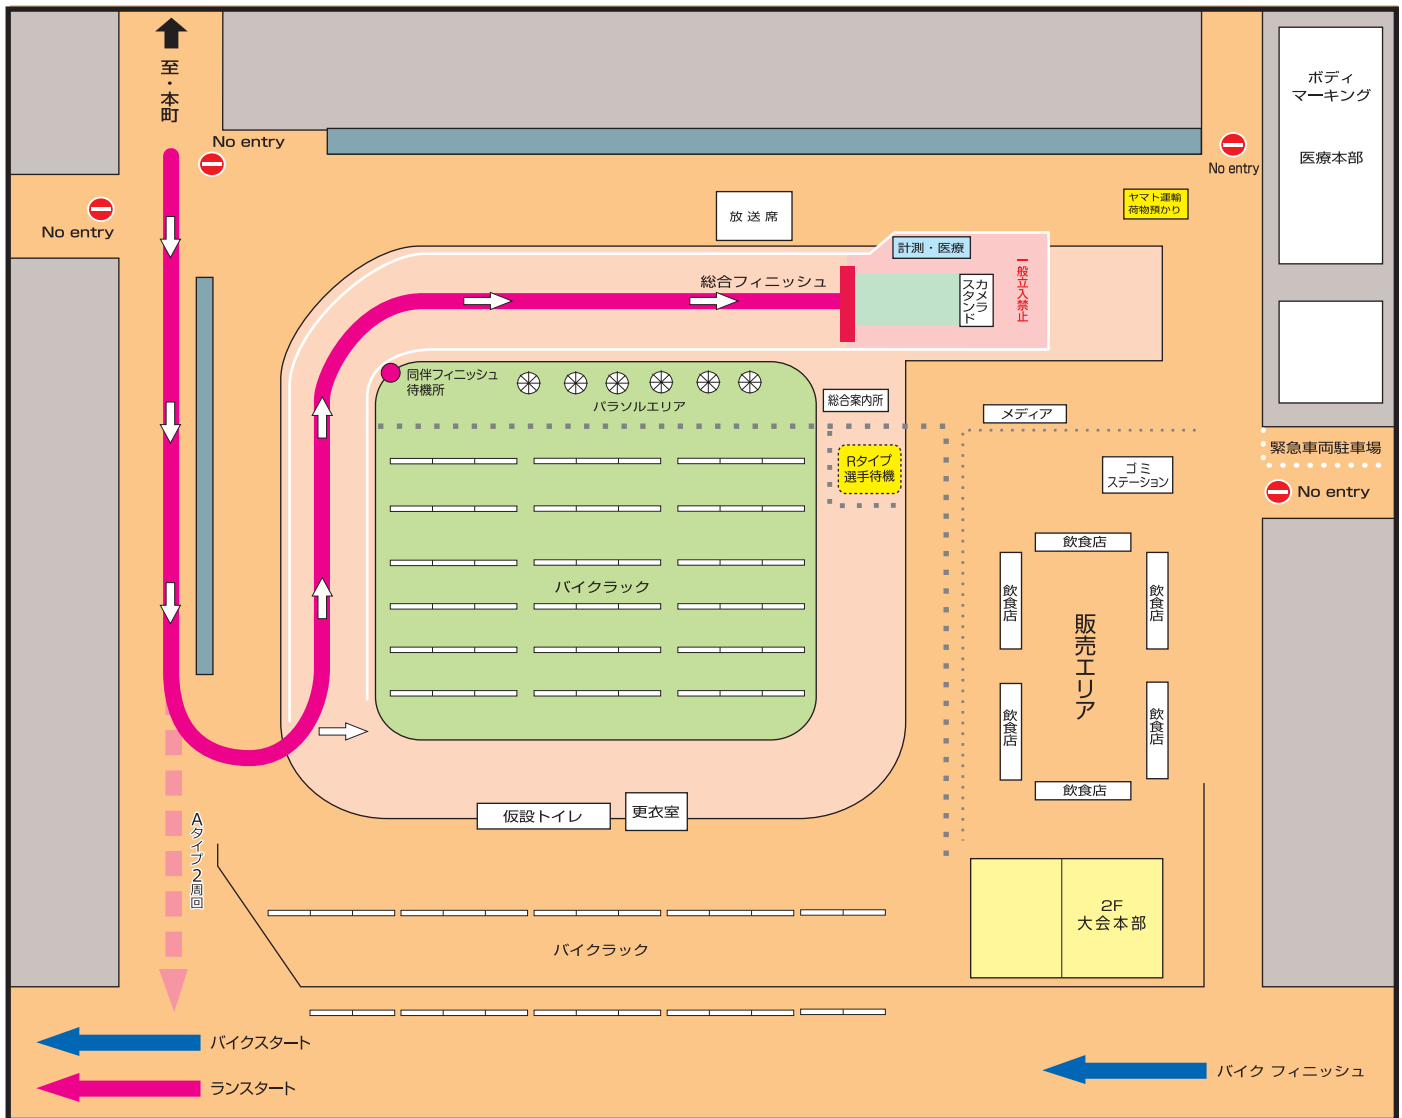 至・本町
No entry
No entry
No entry
ボディ
マーキング
医療本部
ヤマト運輸
荷物預かり
放送席
計測・医療
総合フィニッシュ
カメラ
スタンド
一般立入禁止
同伴フィニッシュ
待機所
パラソルエリア
総合案内所
メディア
Rタイプ
選手待機
緊急車両駐車場
No entry
ゴミ
ステーション
飲食店
飲食店
飲食店
バイクラック
販売エリア
飲食店
飲食店
飲食店
仮設トイレ
更衣室
Aタイプ2周回
2F
大会本部
バイクラック
バイクスタート
ランスタート
バイク フィニッシュ